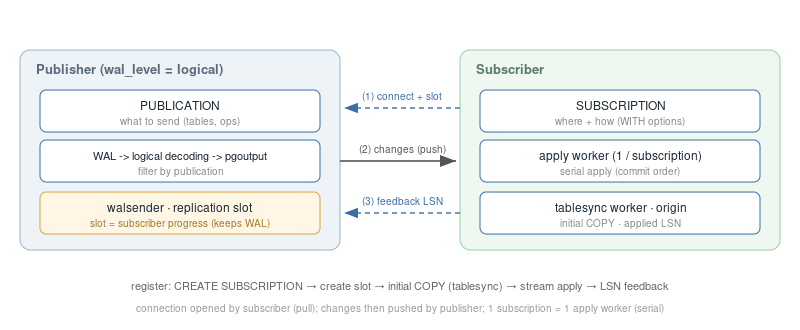 Publisher (wal_level = logical)
PUBLICATION
what to send (tables, ops)
WAL -> logical decoding -> pgoutput
filter by publication
walsender · replication slot
slot = subscriber progress (keeps WAL)
(1) connect + slot
(2) changes (push)
(3) feedback LSN
Subscriber
SUBSCRIPTION
where + how (WITH options)
apply worker (1 / subscription)
serial apply (commit order)
tablesync worker · origin
initial COPY · applied LSN
register: CREATE SUBSCRIPTION → create slot → initial COPY (tablesync) → stream apply → LSN feedback
connection opened by subscriber (pull); changes then pushed by publisher; 1 subscription = 1 apply worker (serial)